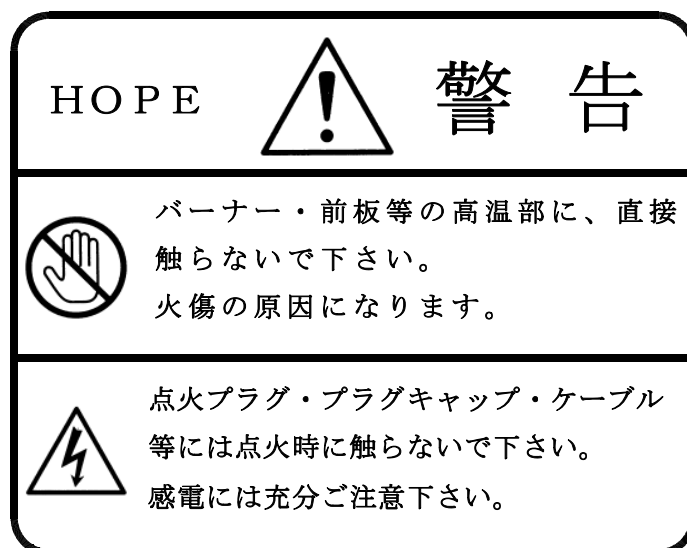 HOPE 警告
バーナー・前板等の高温部に、直接
触らないで下さい。
火傷の原因になります。
点火プラグ・プラグキャップ・ケーブル
等には点火時に触らないで下さい。
感電には充分ご注意下さい。